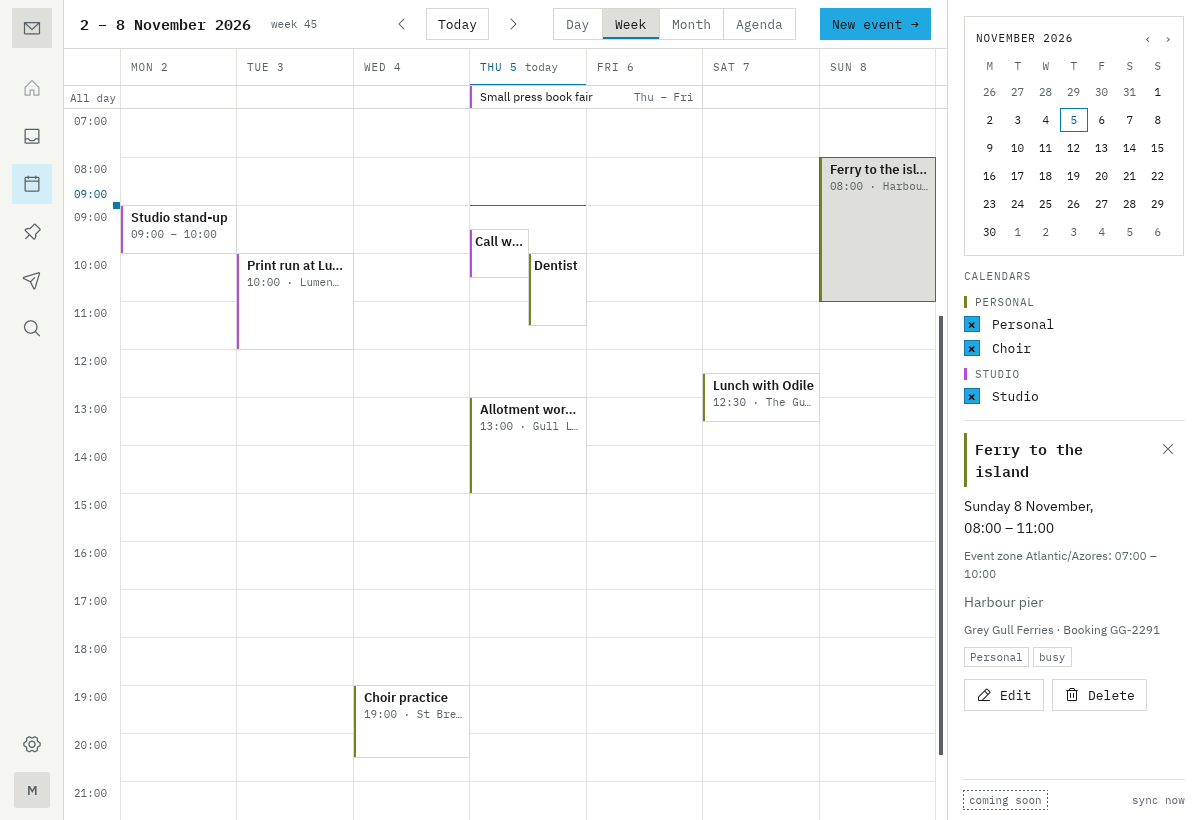 2 – 8 November 2026 week 45 Today Day Week Month Agenda New event →
MON 2 TUE 3 WED 4 THU 5 today FRI 6 SAT 7 SUN 8
All day Small press book fair Thu – Fri
07:00
08:00
09:00
09:00
10:00
11:00
12:00
13:00
14:00
15:00
16:00
17:00
18:00
19:00
20:00
21:00
Studio stand-up
09:00 – 10:00
Print run at Lu...
10:00 · Lumen…
Choir practice
19:00 · St Bre…
Call w...
Dentist
Allotment wor...
13:00 · Gull L…
Lunch with Odile
12:30 · The Gu…
Ferry to the isl...
08:00 · Harbou…
M
NOVEMBER 2026 ‹ ›
M T W T F S S
26 27 28 29 30 31 1
2 3 4 5 6 7 8
9 10 11 12 13 14 15
16 17 18 19 20 21 22
23 24 25 26 27 28 29
30 1 2 3 4 5 6
CALENDARS
PERSONAL
Personal
Choir
STUDIO
Studio
Ferry to the
island
Sunday 8 November,
08:00 – 11:00
Event zone Atlantic/Azores: 07:00 –
10:00
Harbour pier
Grey Gull Ferries · Booking GG-2291
Personal busy
Edit Delete
coming soon sync now